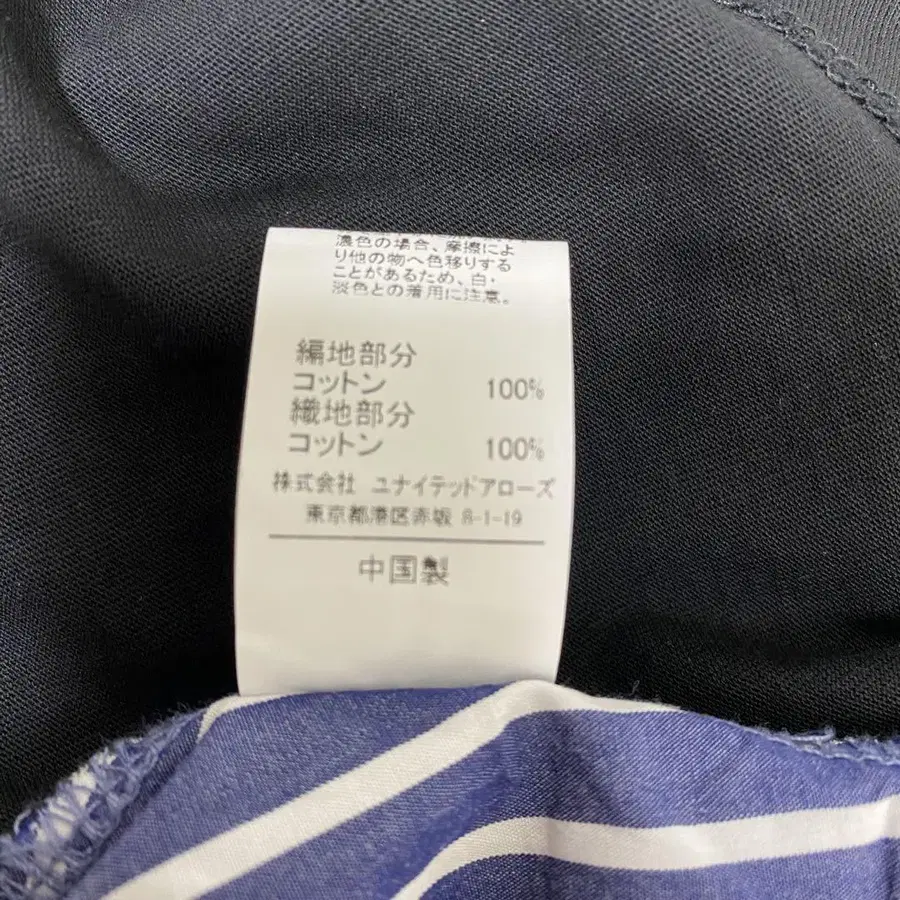 濃色の場合、摩擦によ
り他の物へ色移りする
ことがあるため、白・
淡色との着用に注意。
編地部分
コットン 100%
織地部分
コットン 100%
株式会社 ユナイテッドアローズ
東京都港区赤坂 8-1-19
中国製